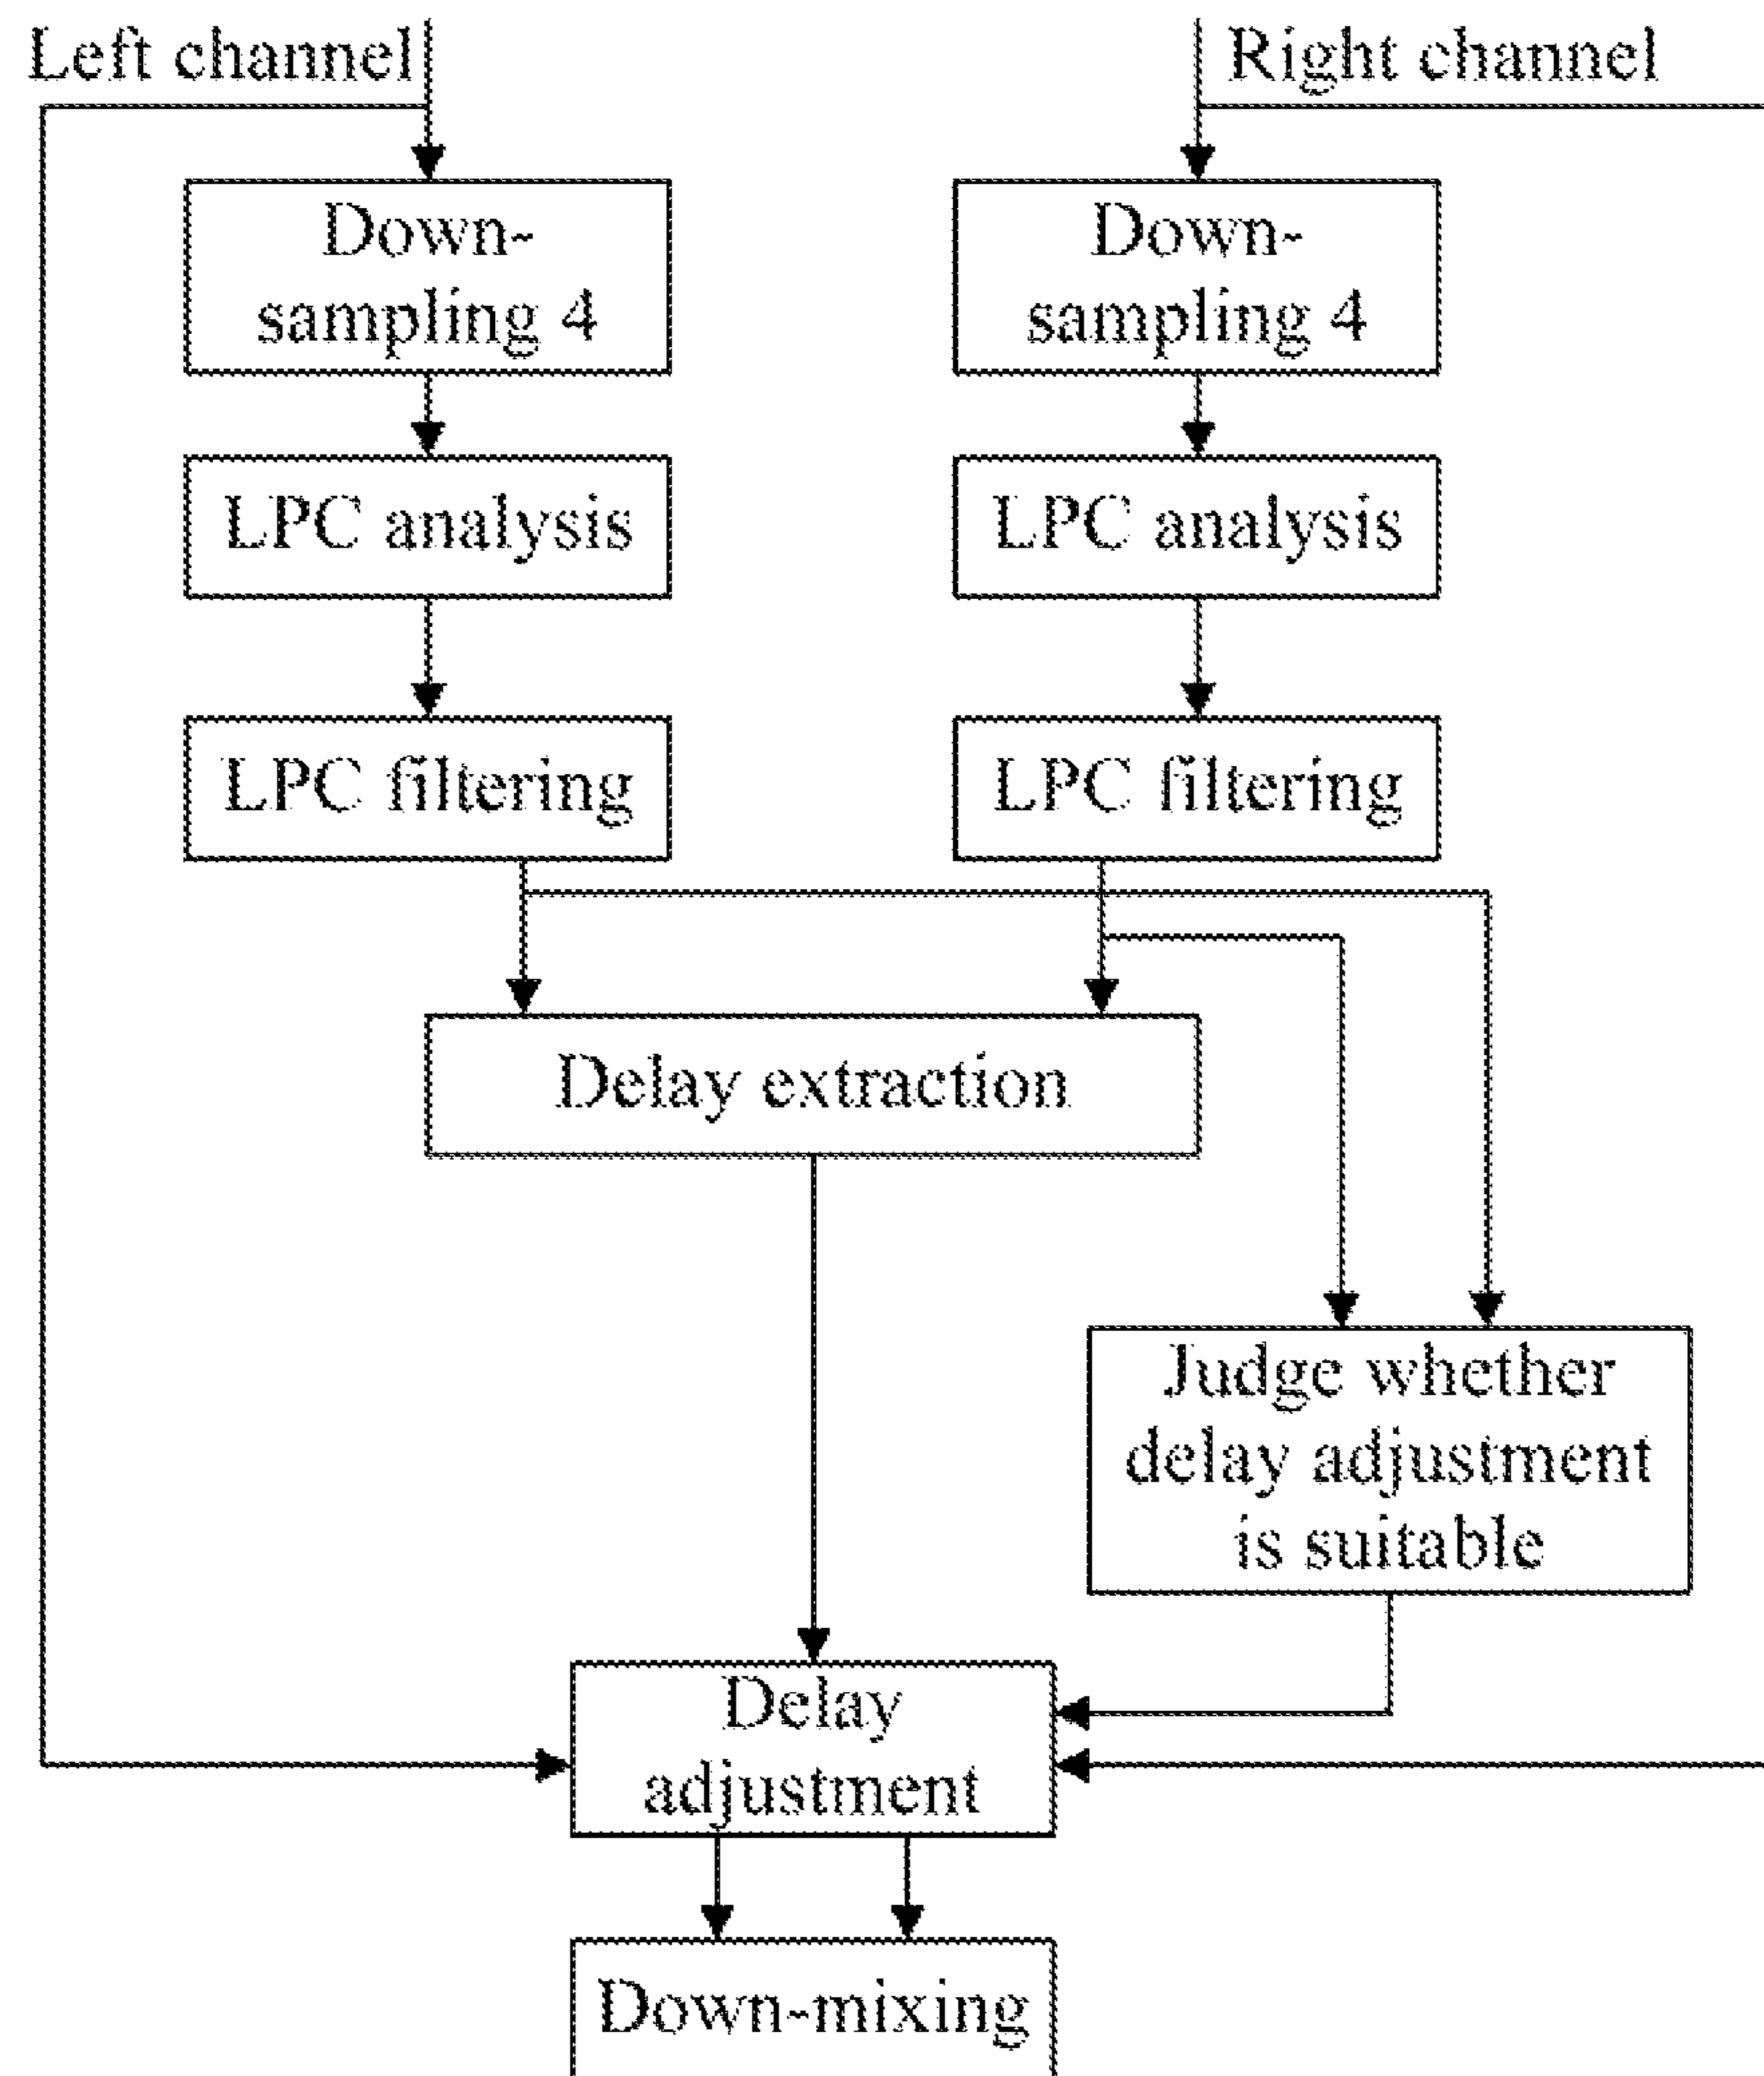 Left channel
Right channel
Down-
sampling 4
Down-
sampling 4
LPC analysis
LPC analysis
LPC filtering
LPC filtering
Delay extraction
Judge whether
delay adjustment
is suitable
Delay
adjustment
Down-mixing